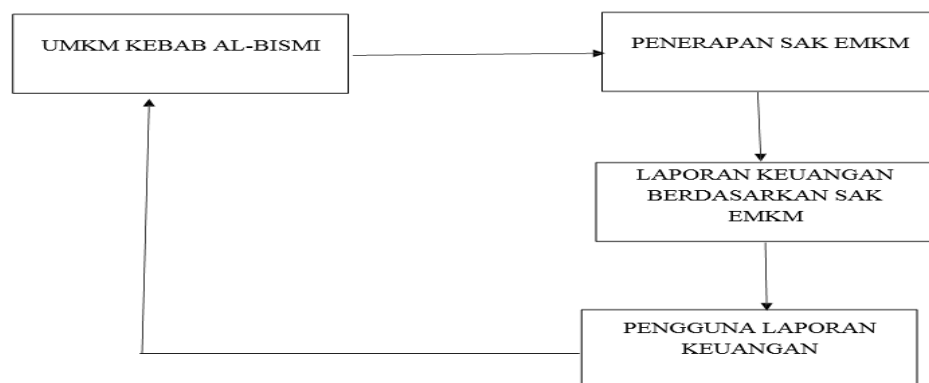 UMKM KEBAB AL-BISMI
PENERAPAN SAK EMKM
LAPORAN KEUANGAN
BERDASARKAN SAK
EMKM
PENGGUNA LAPORAN
KEUANGAN